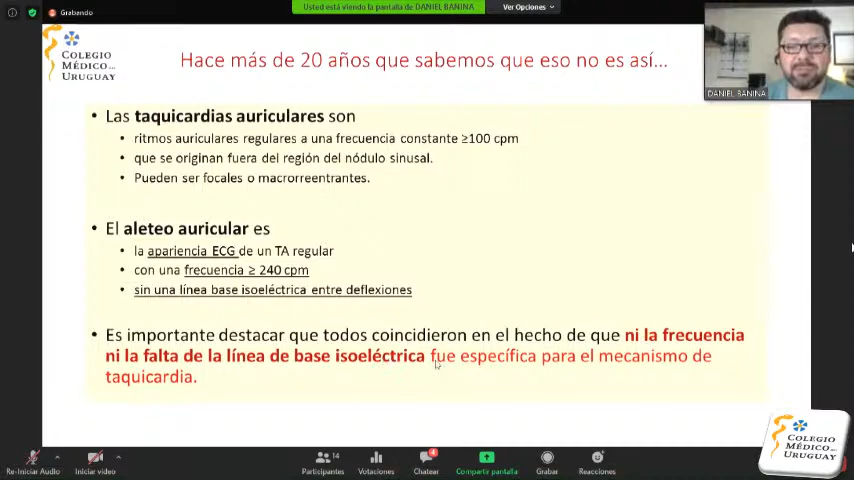 Grabando
Usted está viendo la pantalla de DANIEL BANINA
Ver Opciones
COLEGIO
MÉDICO DEL
URUGUAY
Hace más de 20 años que sabemos que eso no es así...
DANIEL BANINA
• Las taquicardias auriculares son
• ritmos auriculares regulares a una frecuencia constante ≥100 cpm
• que se originan fuera del región del nódulo sinusal.
• Pueden ser focales o macrorreentrantes.
• El aleteo auricular es
• la apariencia ECG de un TA regular
• con una frecuencia ≥ 240 cpm
• sin una línea base isoeléctrica entre deflexiones
• Es importante destacar que todos coincidieron en el hecho de que ni la frecuencia
ni la falta de la línea de base isoeléctrica fue específica para el mecanismo de
taquicardia.
COLEGIO
MÉDICO DEL
URUGUAY
Re-Iniciar Audio
Iniciar video
14
Participantes
Votaciones
4
Chatear
Compartir pantalla
Grabar
Reacciones